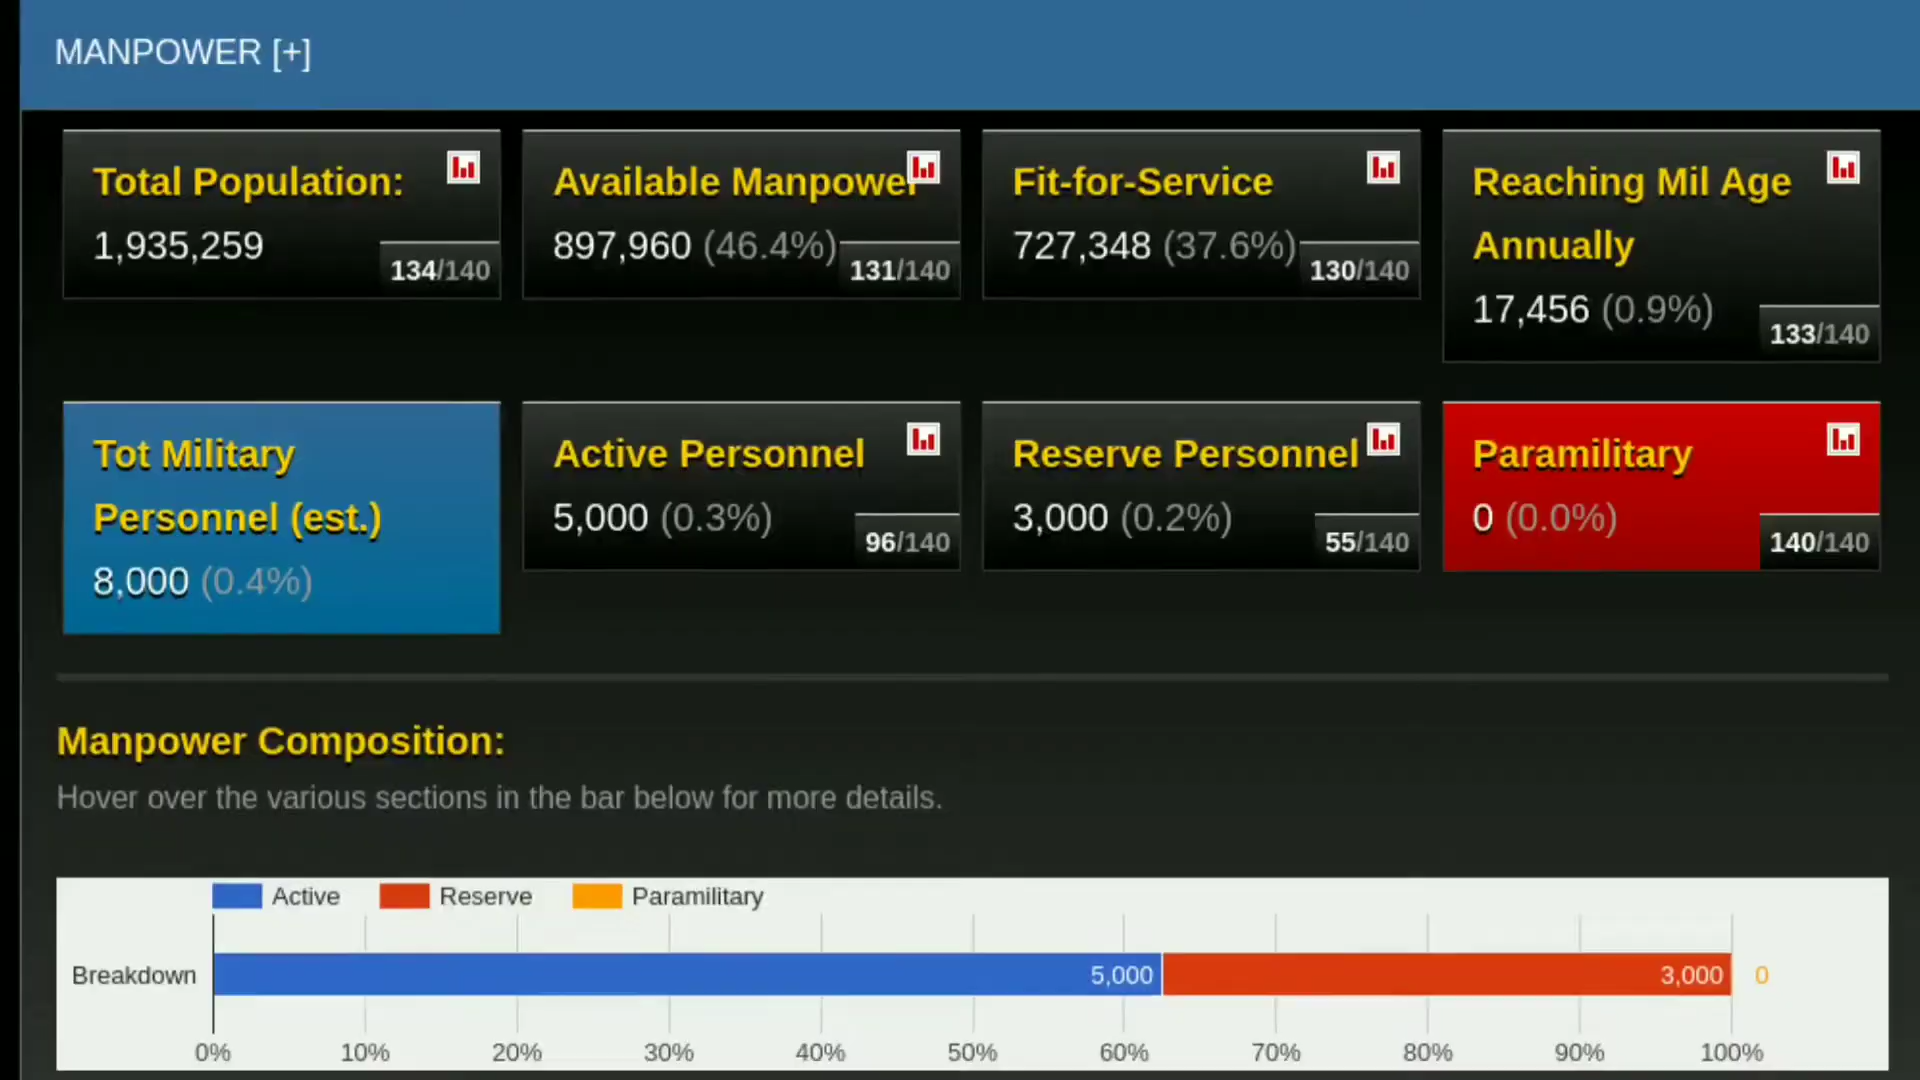 MANPOWER [+]
Total Population:
1,935,259
134/140
Available Manpower
897,960 (46.4%)
131/140
Fit-for-Service
727,348 (37.6%)
130/140
Reaching Mil Age
Annually
17,456 (0.9%)
133/140
Tot Military
Personnel (est.)
8,000 (0.4%)
Active Personnel
5,000 (0.3%)
96/140
Reserve Personnel
3,000 (0.2%)
55/140
Paramilitary
0 (0.0%)
140/140
Manpower Composition:
Hover over the various sections in the bar below for more details.
Active Reserve Paramilitary
Breakdown 5,000 3,000 0
0% 10% 20% 30% 40% 50% 60% 70% 80% 90% 100%